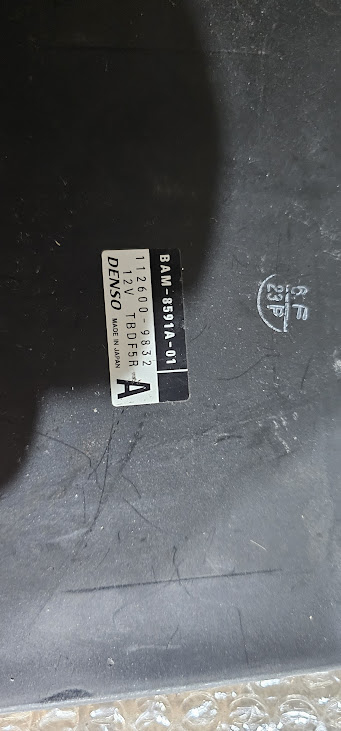 BAM-8591A-01
112600-9832
12V TBDF5R
DENSO MADE IN JAPAN
A
6.F
23 P